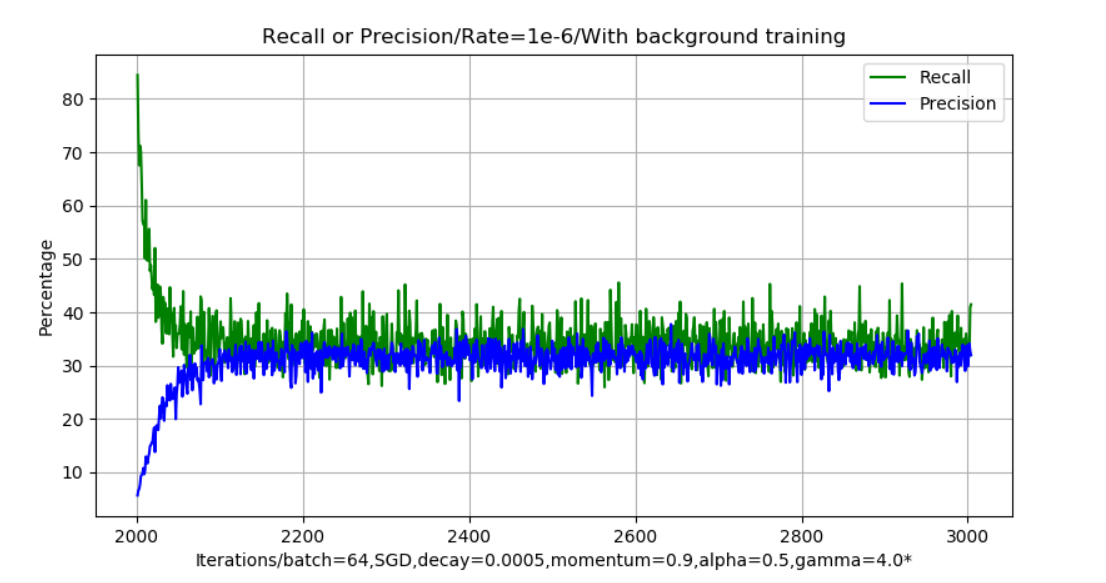 Recall or Precision/Rate=1e-6/With background training
Recall
Precision
Percentage
80
70
60
50
40
30
20
10
2000 2200 2400 2600 2800 3000
Iterations/batch=64,SGD,decay=0.0005,momentum=0.9,alpha=0.5,gamma=4.0*